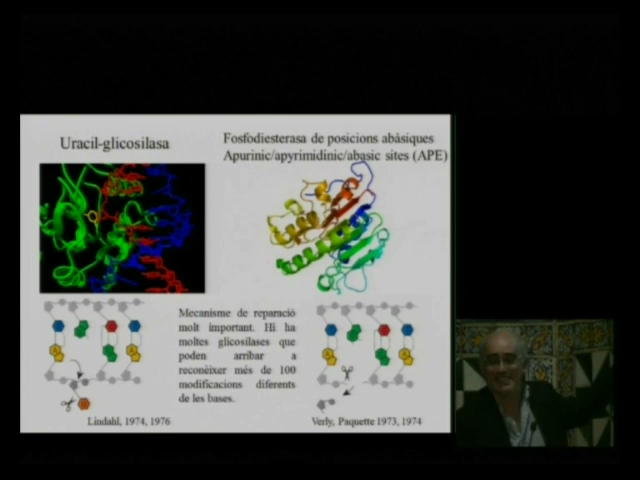 Uracil-glicosilasa
Fosfodiesterasa de posicions abàsiques
Apurinic/apyrimidinic/abasic sites (APE)
Mecanisme de reparació
molt important. Hi ha
moltes glicosilases que
poden arribar a
reconèixer més de 100
modificacions diferents
de les bases.
Lindahl, 1974, 1976
Verly, Paquette 1973, 1974